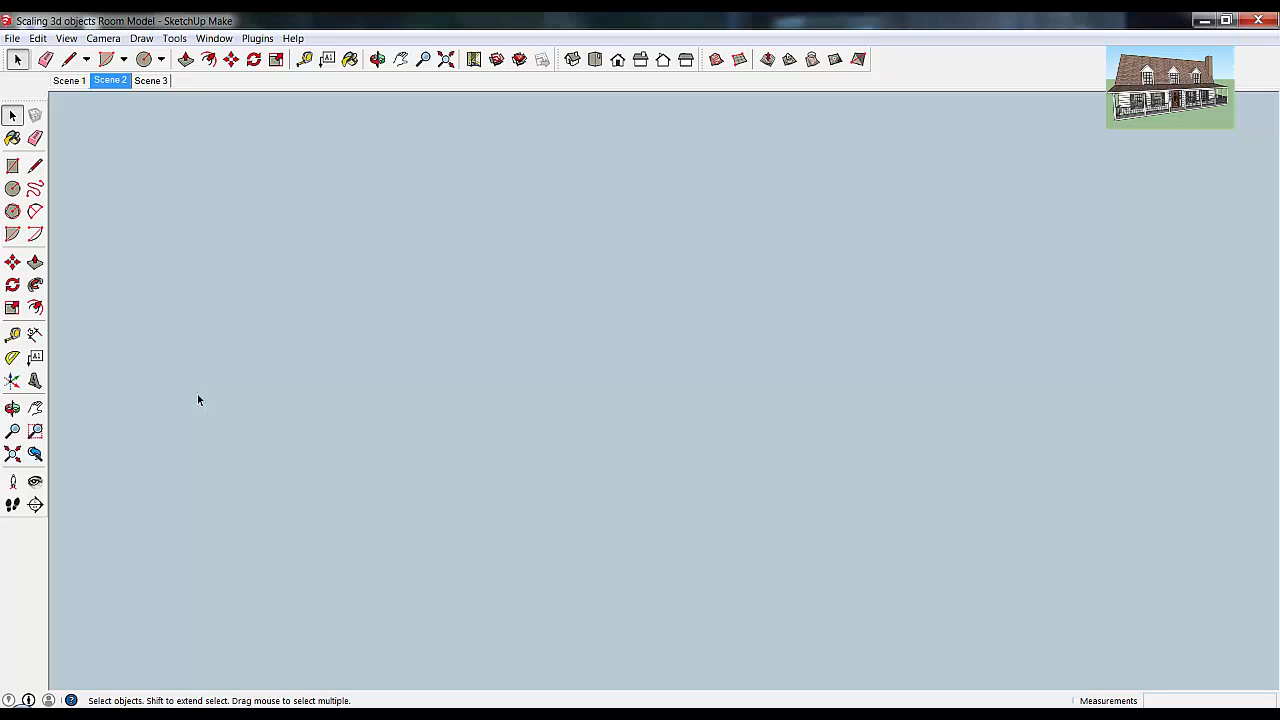 Scaling 3d objects Room Model - SketchUp Make
File Edit View Camera Draw Tools Window Plugins Help
Scene 1 Scene 2 Scene 3
Select objects. Shift to extend select. Drag mouse to select multiple.
Measurements